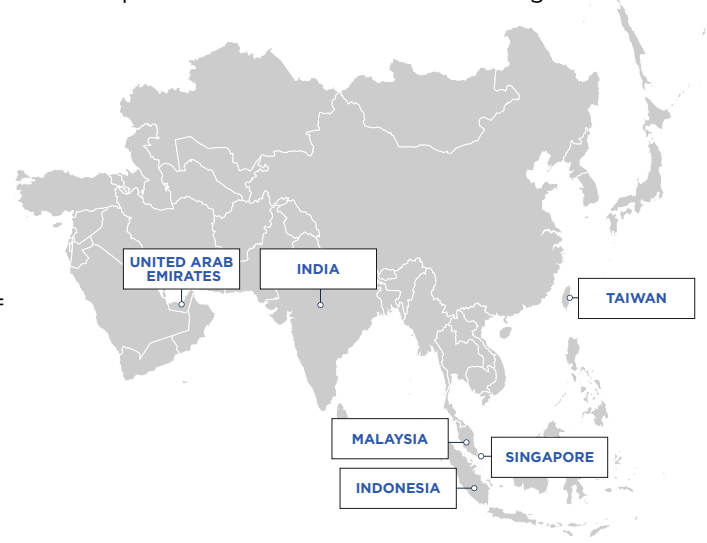 UNITED ARAB
EMIRATES
INDIA
TAIWAN
MALAYSIA
SINGAPORE
INDONESIA